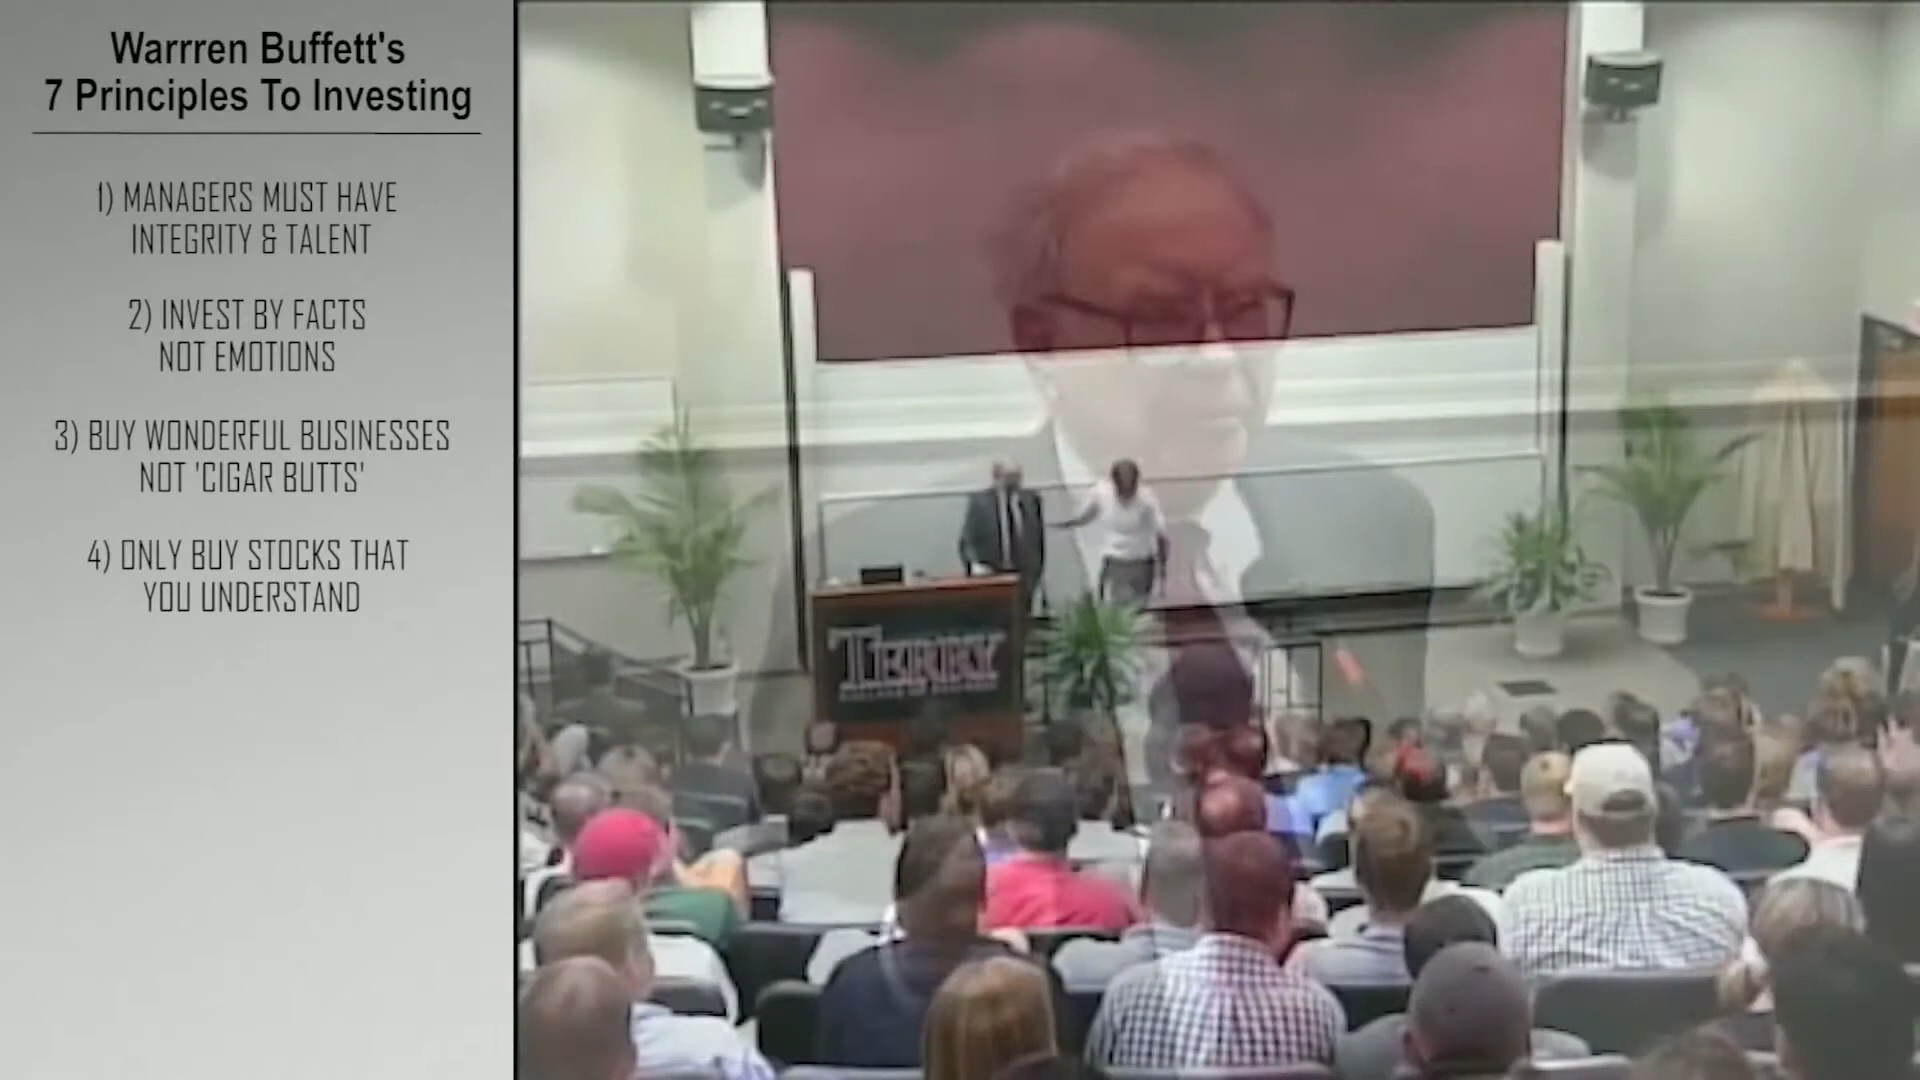 Warrren Buffett's
7 Principles To Investing
1) MANAGERS MUST HAVE
INTEGRITY & TALENT
2) INVEST BY FACTS
NOT EMOTIONS
3) BUY WONDERFUL BUSINESSES
NOT 'CIGAR BUTTS'
4) ONLY BUY STOCKS THAT
YOU UNDERSTAND
TERRY